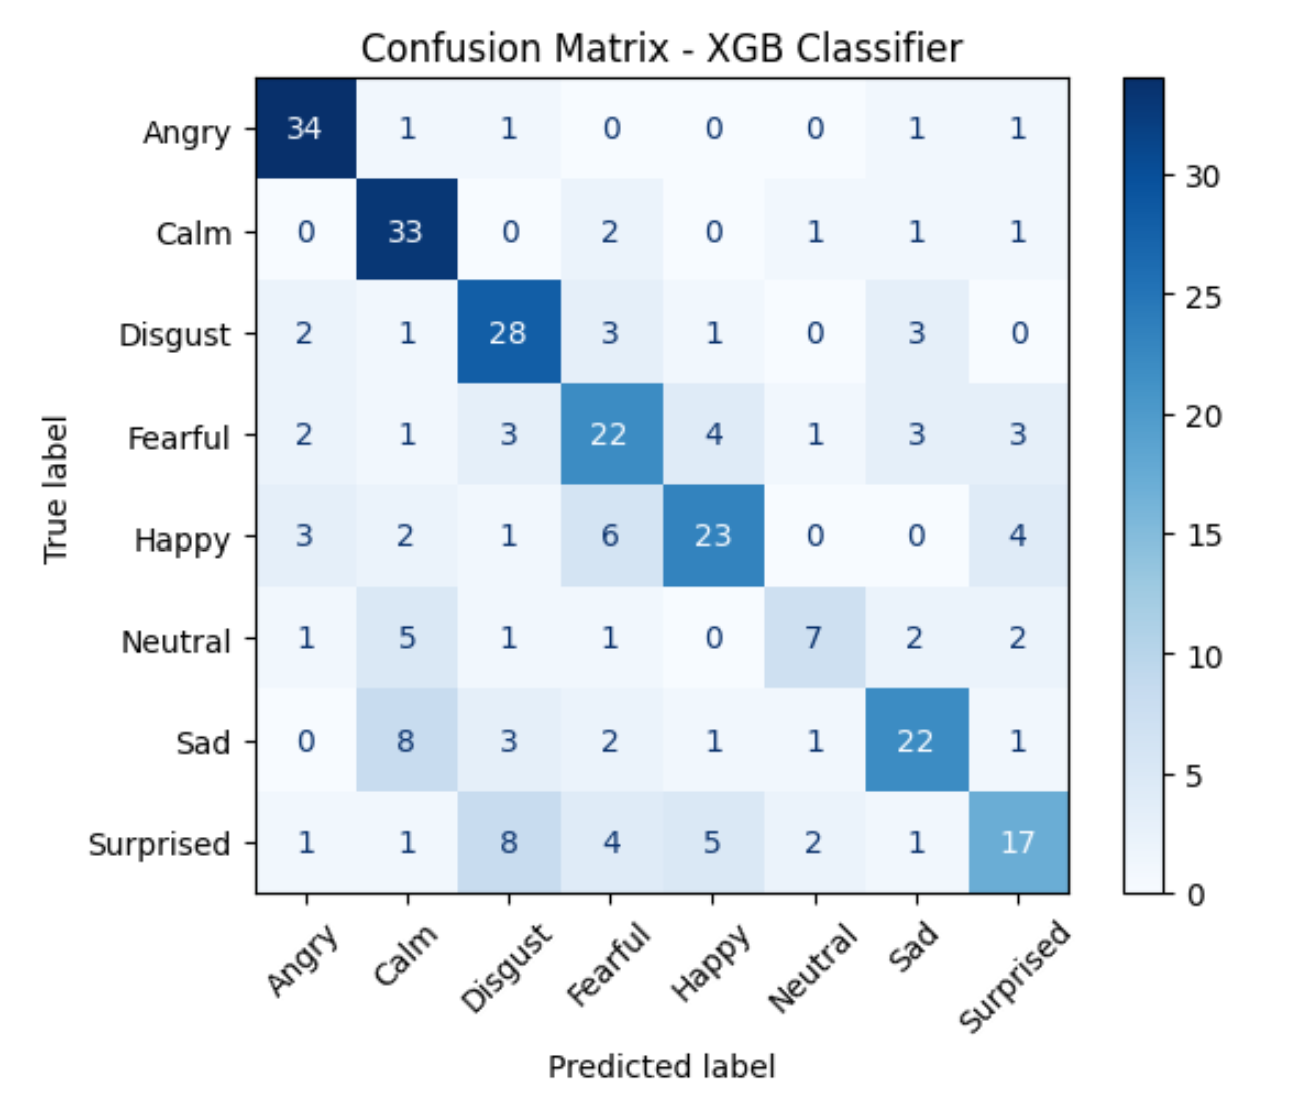 Confusion Matrix - XGB Classifier
Angry 34 1 1 0 0 0 1 1
Calm 0 33 0 2 0 1 1 1
Disgust 2 1 28 3 1 0 3 0
Fearful 2 1 3 22 4 1 3 3
Happy 3 2 1 6 23 0 0 4
Neutral 1 5 1 1 0 7 2 2
Sad 0 8 3 2 1 1 22 1
Surprised 1 1 8 4 5 2 1 17
Angry Calm Disgust Fearful Happy Neutral Sad Surprised
Predicted label
True label
30
25
20
15
10
5
0